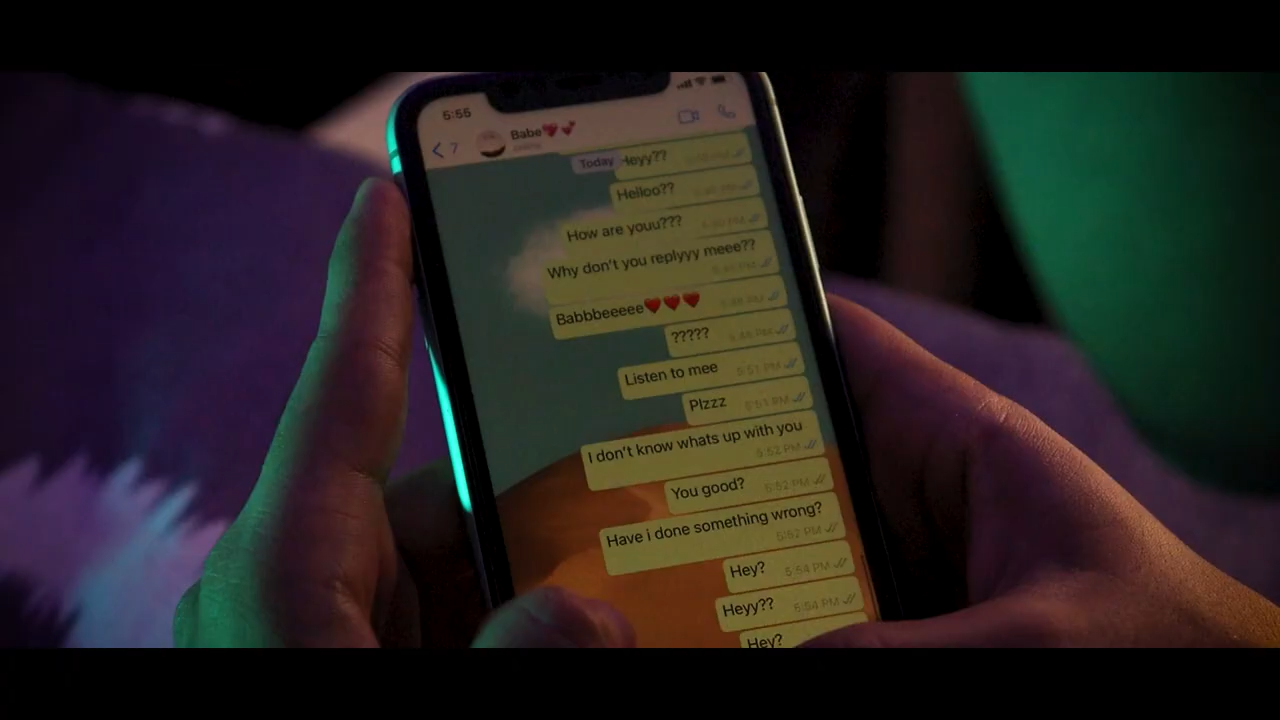 5:55
7
Babe❤️💕
Today
Heyy??
Helloo??
How are youu???
Why don't you replyyy meee??
Babbbeeeee❤️❤️❤️
?????
Listen to mee 5:51 PM
Plzzz 5:51 PM
I don't know whats up with you
5:52 PM
You good? 5:52 PM
Have i done something wrong?
5:52 PM
Hey? 5:54 PM
Heyy?? 5:54 PM
Hey?